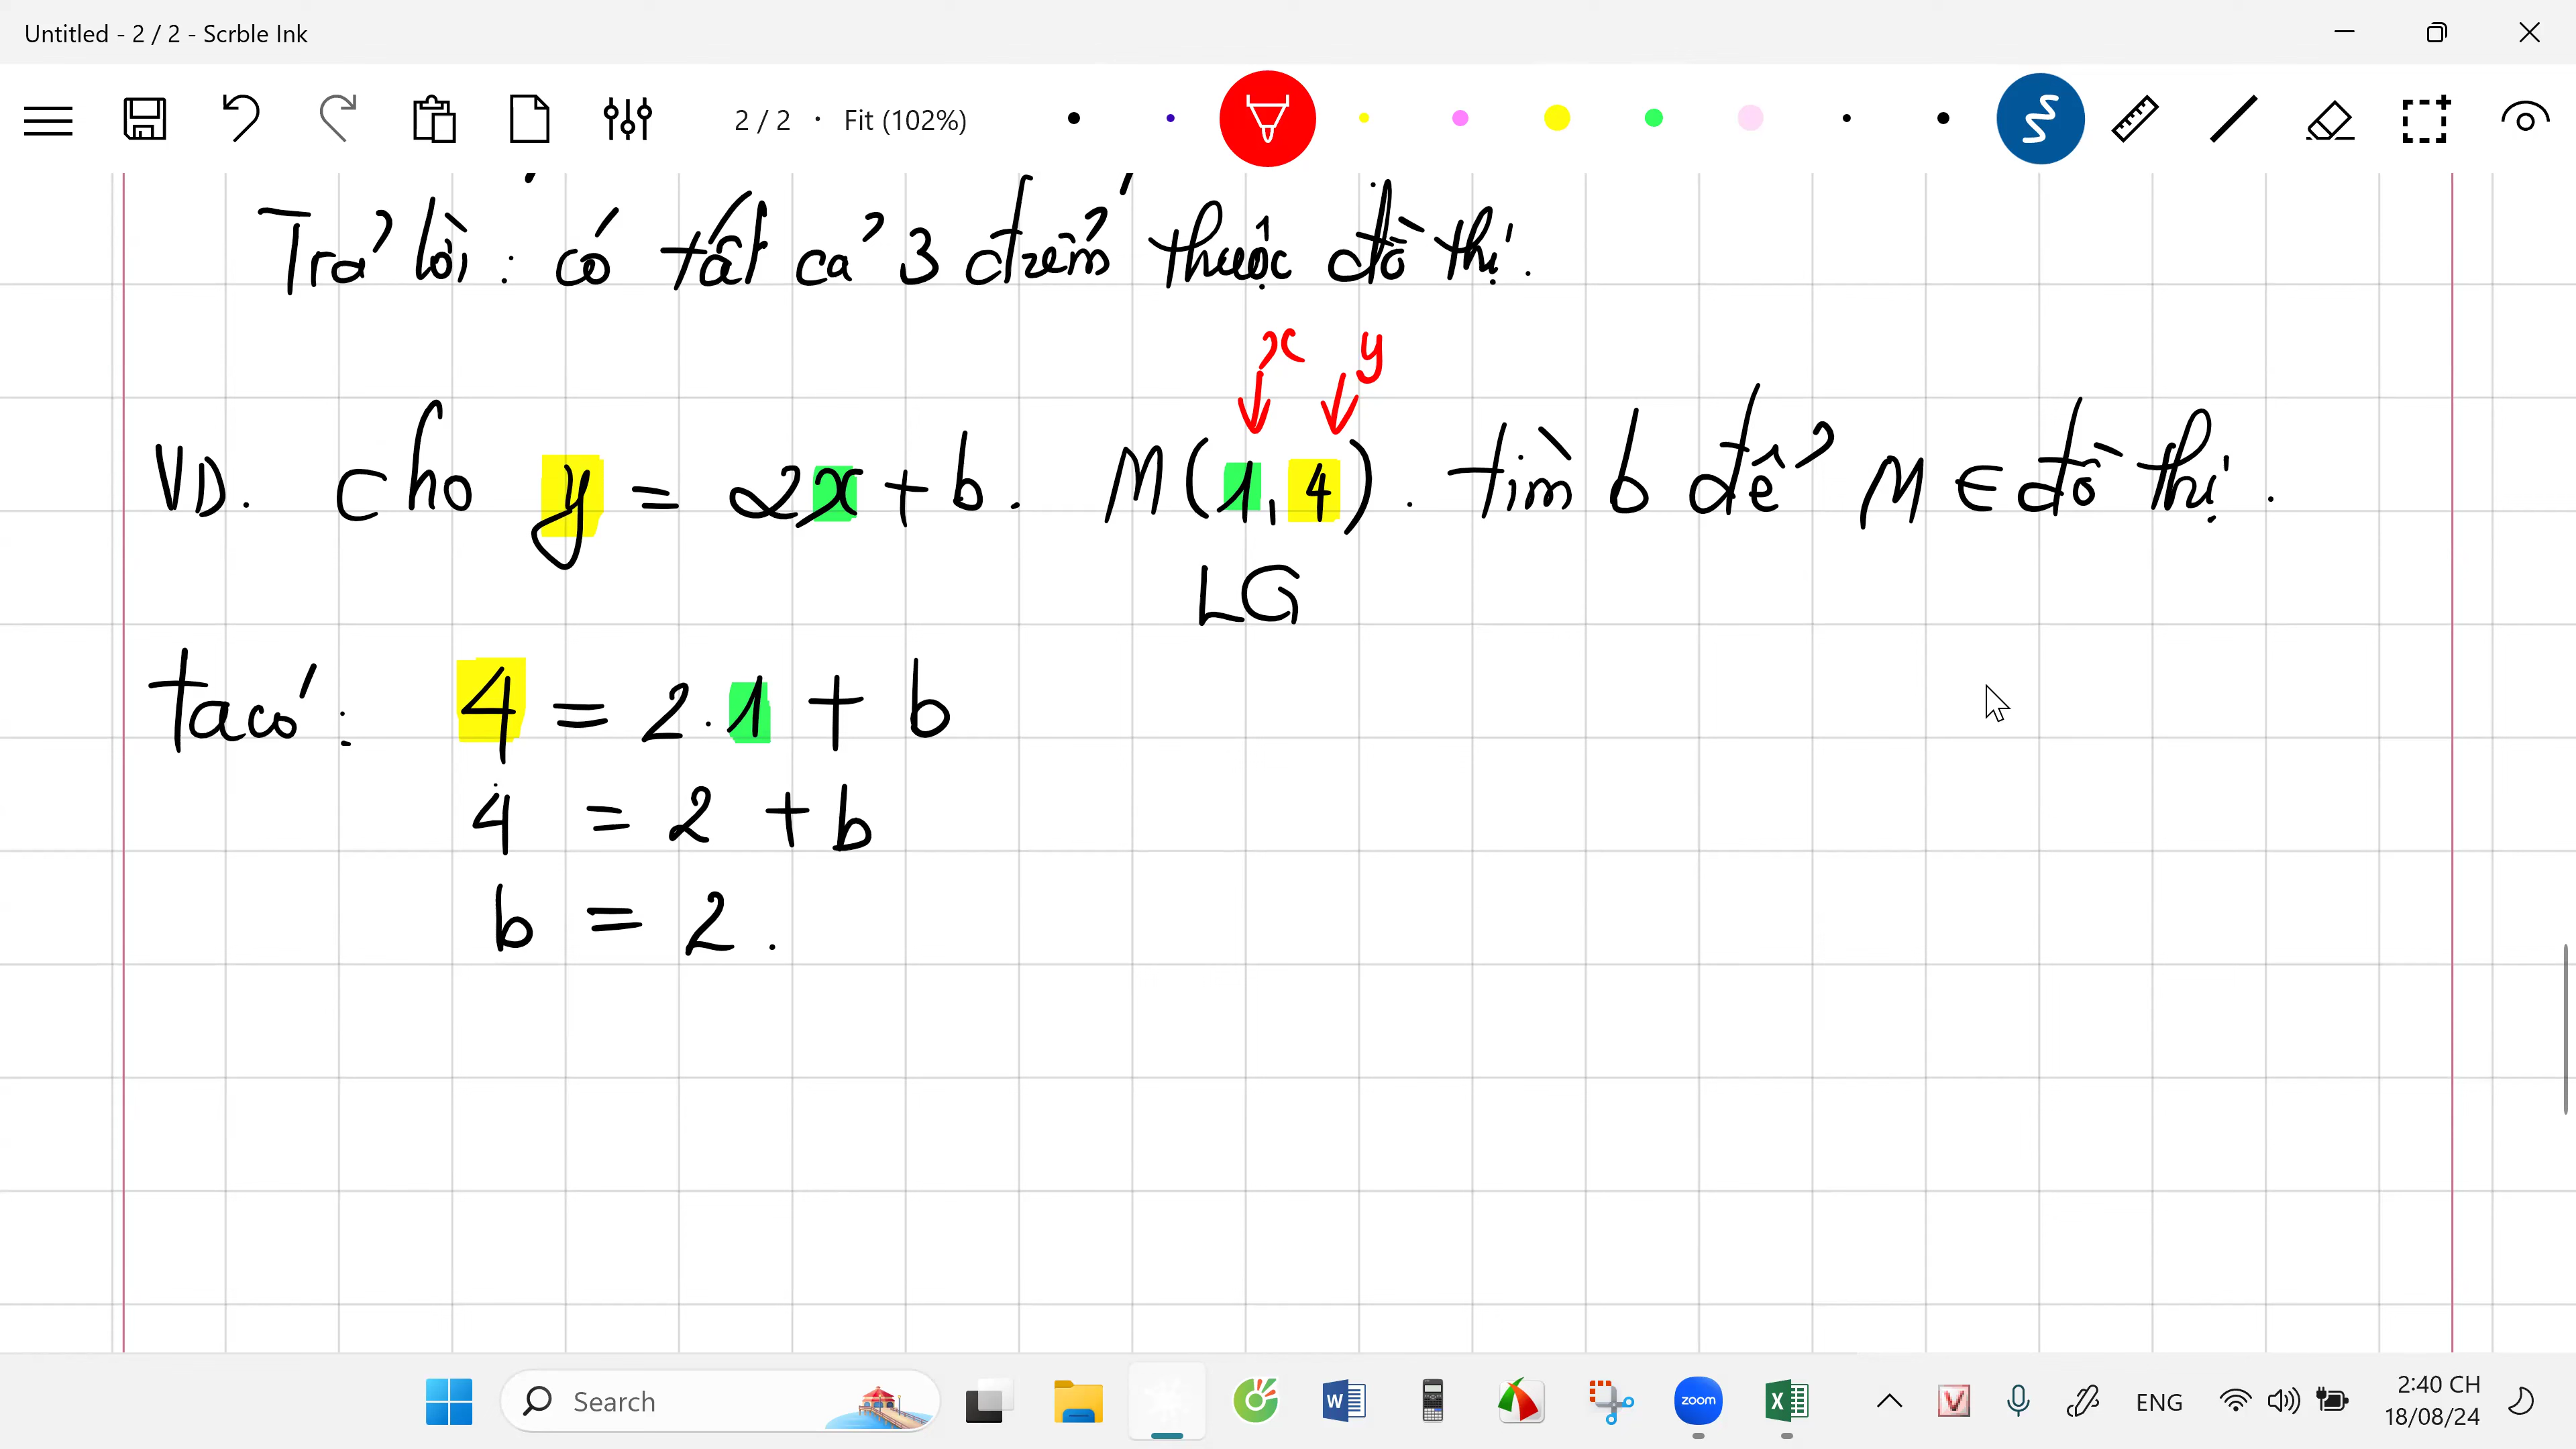 Untitled - 2 / 2 - Scrble Ink
2 / 2 · Fit (102%)
Trả lời : có tất cả 3 điểm thuộc đồ thị.
x y
VD. cho y = 2x + b. M(1, 4). tìm b để M ∈ đồ thị.
LG
ta có: 4 = 2.1 + b
4 = 2 + b
b = 2.
Search
zoom
ENG
2:40 CH
18/08/24